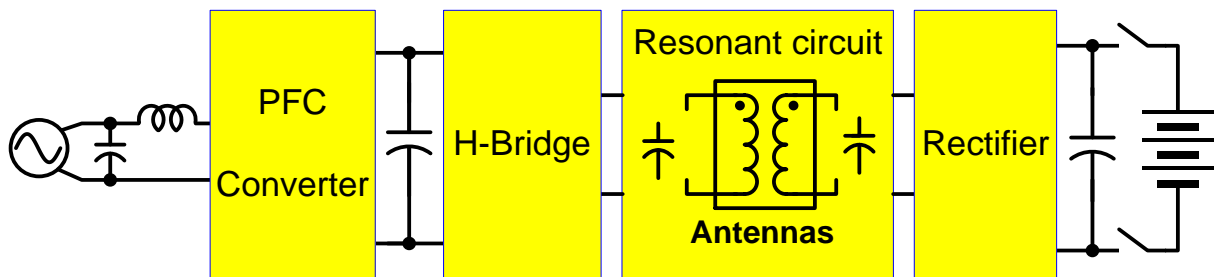 PFC
Converter
H-Bridge
Resonant circuit
Antennas
Rectifier